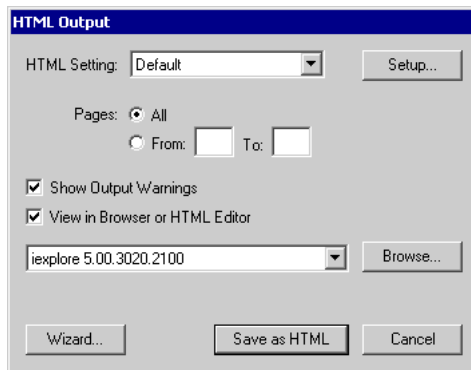 HTML Output
HTML Setting: Default Setup...
Pages: All
From: To:
Show Output Warnings
View in Browser or HTML Editor
iexplore 5.00.3020.2100 Browse...
Wizard... Save as HTML Cancel